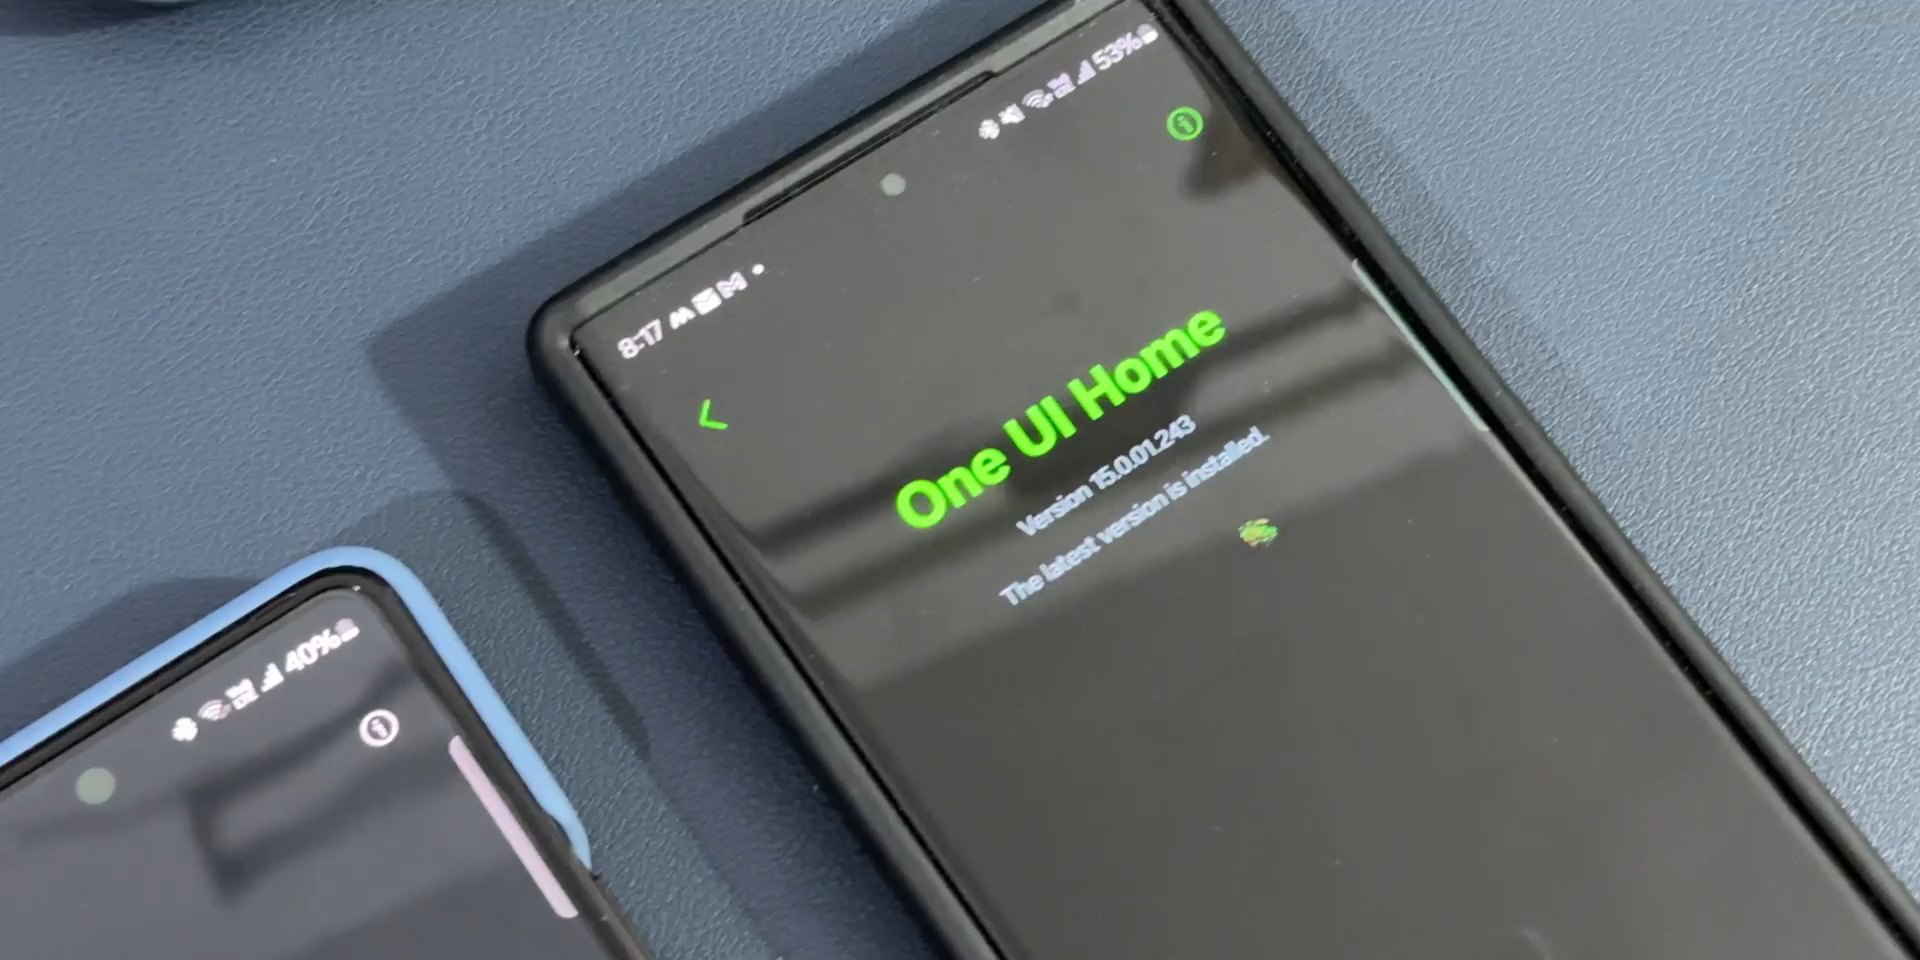 8:17
53%
One UI Home
Version 15.0.01.243
The latest version is installed.
40%